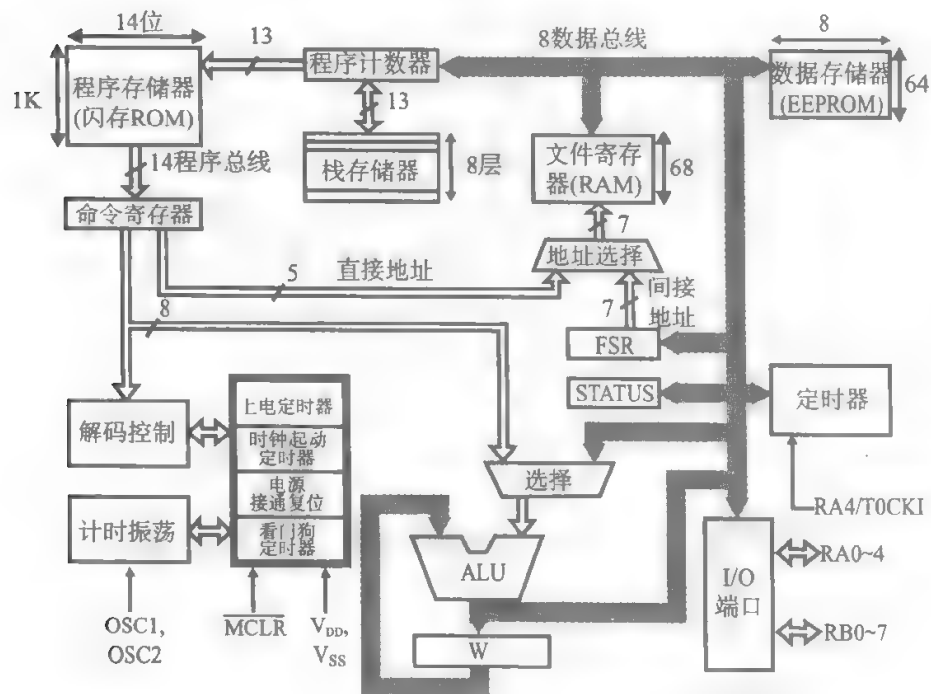 14位
13
8数据总线
8
程序存储器
(闪存ROM)
1K
程序计数器
数据存储器
(EEPROM)
64
13
栈存储器
8层
文件寄存
器(RAM)
68
14程序总线
命令寄存器
7
地址选择
5
直接地址
7
间接
地址
8
FSR
STATUS
定时器
解码控制
上电定时器
时钟起动
定时器
电源
接通复位
看门狗
定时器
选择
RA4/T0CKI
计时振荡
ALU
I/O
端口
RA0~4
RB0~7
OSC1,
OSC2
MCLR
VDD,
VSS
W